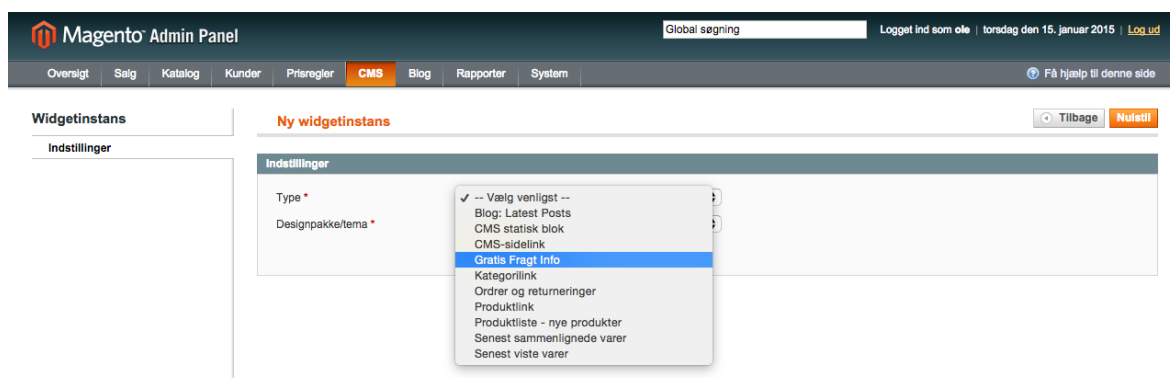 Magento Admin Panel
Global søgning
Logget ind som ole | torsdag den 15. januar 2015 | Log ud
Oversigt Salg Katalog Kunder Prisregler CMS Blog Rapporter System
Få hjælp til denne side
Widgetinstans
Indstillinger
Ny widgetinstans
Tilbage
Nulstil
Indstillinger
Type *
Designpakke/tema *
✓ -- Vælg venligst --
Blog: Latest Posts
CMS statisk blok
CMS-sidelink
Gratis Fragt Info
Kategorilink
Ordrer og returneringer
Produktlink
Produktliste - nye produkter
Senest sammenlignede varer
Senest viste varer